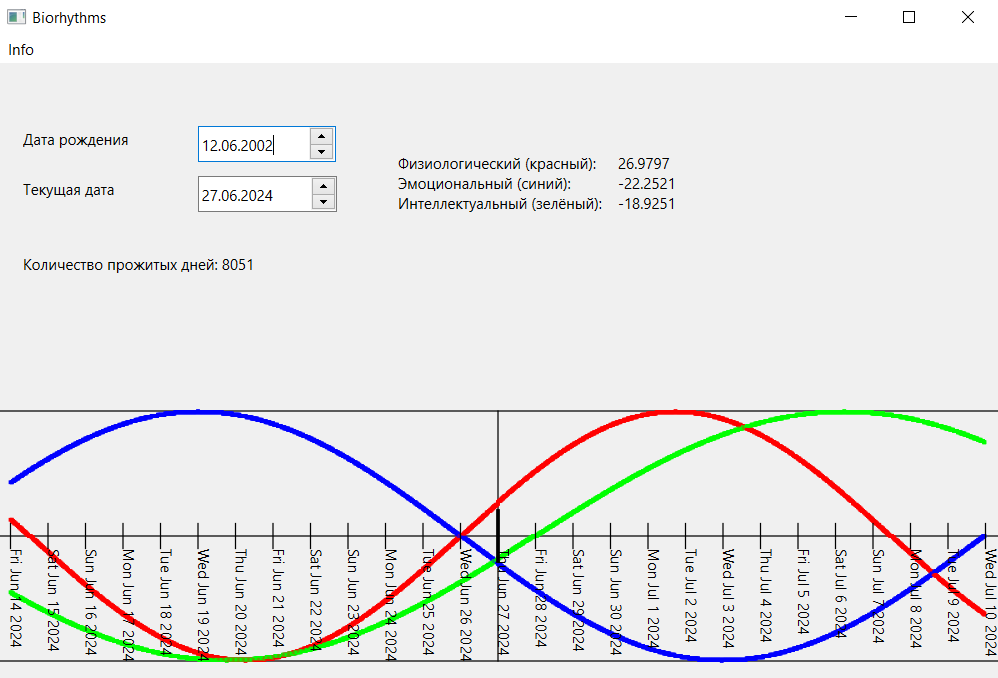 Biorhythms
Info
Дата рождения
12.06.2002
Текущая дата
27.06.2024
Физиологический (красный): 26.9797
Эмоциональный (синий): -22.2521
Интеллектуальный (зелёный): -18.9251
Количество прожитых дней: 8051
Fri Jun 14 2024
Sat Jun 15 2024
Sun Jun 16 2024
Mon Jun 17 2024
Tue Jun 18 2024
Wed Jun 19 2024
Thu Jun 20 2024
Fri Jun 21 2024
Sat Jun 22 2024
Sun Jun 23 2024
Mon Jun 24 2024
Tue Jun 25 2024
Wed Jun 26 2024
Thu Jun 27 2024
Fri Jun 28 2024
Sat Jun 29 2024
Sun Jun 30 2024
Mon Jul 1 2024
Tue Jul 2 2024
Wed Jul 3 2024
Thu Jul 4 2024
Fri Jul 5 2024
Sat Jul 6 2024
Sun Jul 7 2024
Mon Jul 8 2024
Tue Jul 9 2024
Wed Jul 10 2024